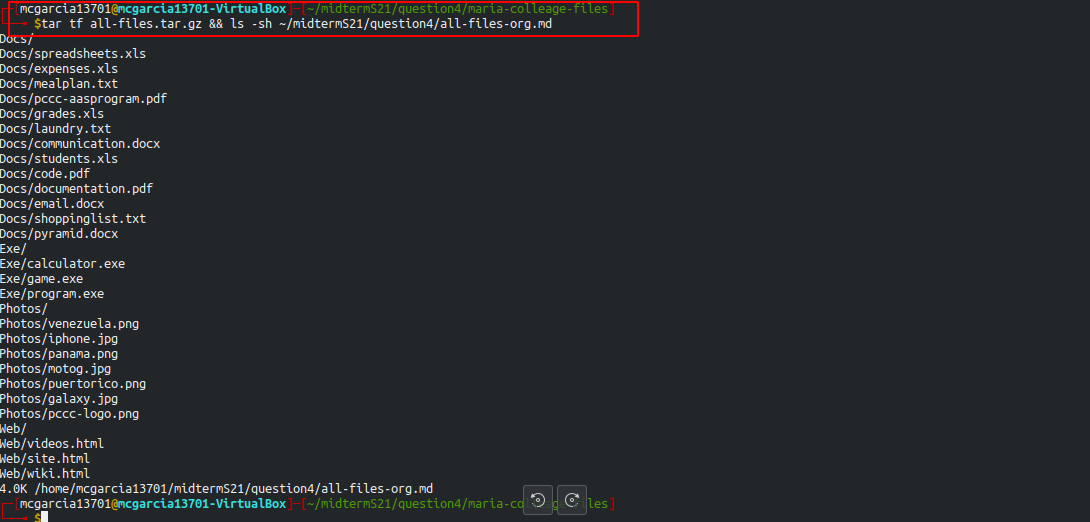 [mcgarcia13701@mcgarcia13701-VirtualBox]-[~/midtermS21/question4/maria-colleage-files]
$tar tf all-files.tar.gz && ls -sh ~/midtermS21/question4/all-files-org.md
Docs/
Docs/spreadsheets.xls
Docs/expenses.xls
Docs/mealplan.txt
Docs/pccc-aasprogram.pdf
Docs/grades.xls
Docs/laundry.txt
Docs/communication.docx
Docs/students.xls
Docs/code.pdf
Docs/documentation.pdf
Docs/email.docx
Docs/shoppinglist.txt
Docs/pyramid.docx
Exe/
Exe/calculator.exe
Exe/game.exe
Exe/program.exe
Photos/
Photos/venezuela.png
Photos/iphone.jpg
Photos/panama.png
Photos/motog.jpg
Photos/puertorico.png
Photos/galaxy.jpg
Photos/pccc-logo.png
Web/
Web/videos.html
Web/site.html
Web/wiki.html
4.0K /home/mcgarcia13701/midtermS21/question4/all-files-org.md
[mcgarcia13701@mcgarcia13701-VirtualBox]-[~/midtermS21/question4/maria-colleage-files]
$